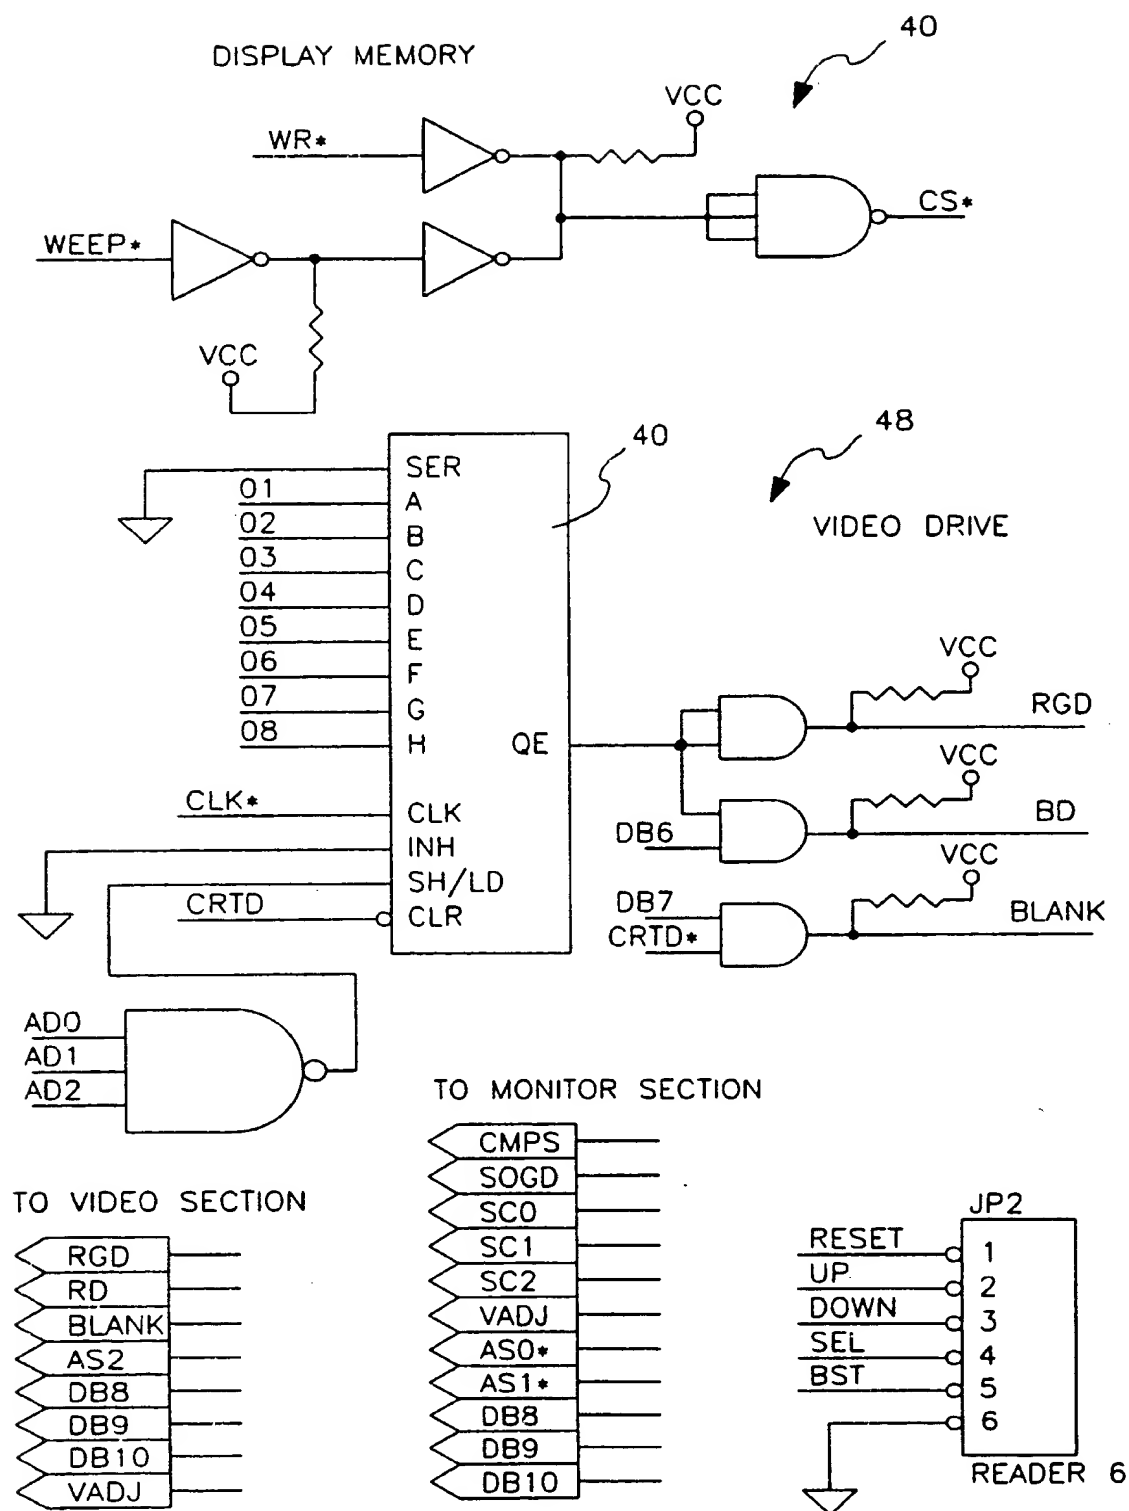 DISPLAY MEMORY
40
VCC
WR*
CS*
WEEP*
VCC
48
40
VIDEO DRIVE
SER
01 A
02 B
03 C
04 D
05 E
06 F
07 G
08 H
QE
CLK* CLK
INH
SH/LD
CRTD CLR
VCC
RGD
VCC
DB6
BD
VCC
DB7
CRTD*
BLANK
AD0
AD1
AD2
TO MONITOR SECTION
CMPS
SOGD
SC0
SC1
SC2
VADJ
AS0*
AS1*
DB8
DB9
DB10
TO VIDEO SECTION
RGD
RD
BLANK
AS2
DB8
DB9
DB10
VADJ
JP2
RESET 1
UP 2
DOWN 3
SEL 4
BST 5
6
READER 6